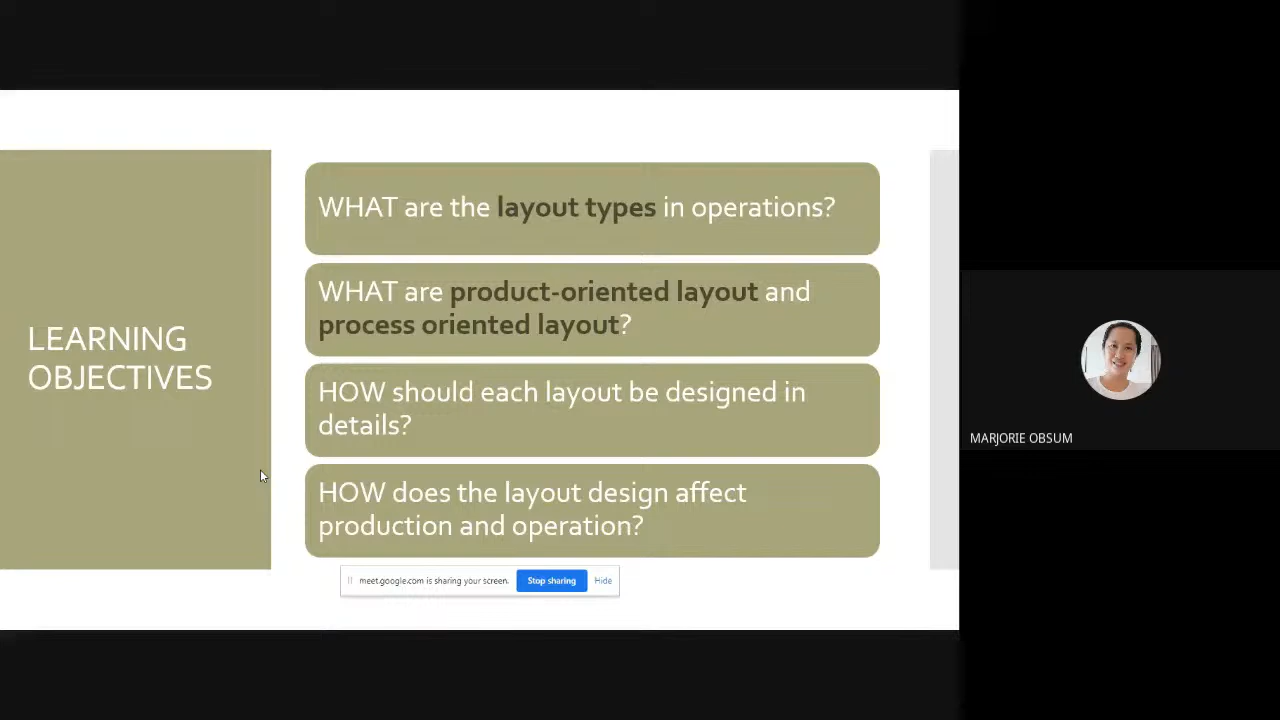 LEARNING
OBJECTIVES
WHAT are the layout types in operations?
WHAT are product-oriented layout and
process oriented layout?
HOW should each layout be designed in
details?
HOW does the layout design affect
production and operation?
meet.google.com is sharing your screen. Stop sharing Hide
MARJORIE OBSUM